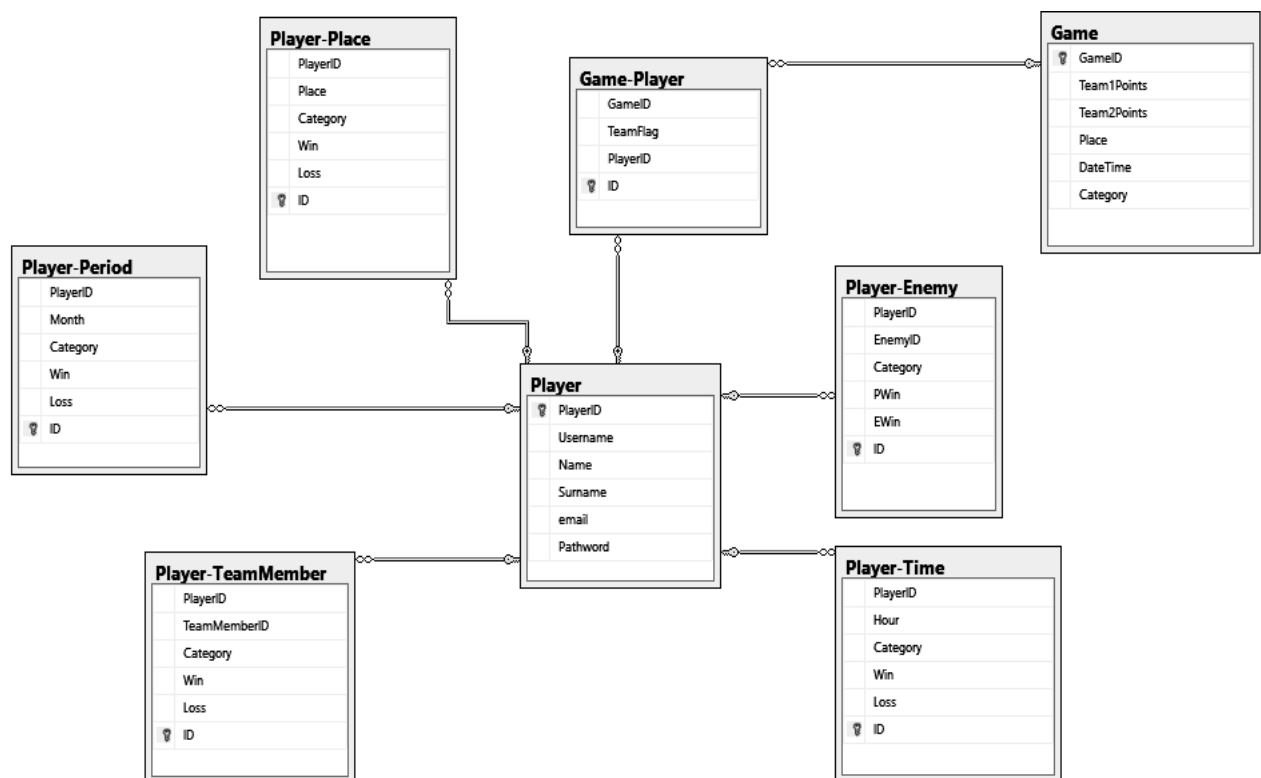 Player-Place
PlayerID
Place
Category
Win
Loss
ID
Game-Player
GameID
TeamFlag
PlayerID
ID
Game
GameID
Team1Points
Team2Points
Place
DateTime
Category
Player-Period
PlayerID
Month
Category
Win
Loss
ID
Player
PlayerID
Username
Name
Surname
email
Pathword
Player-Enemy
PlayerID
EnemyID
Category
PWin
EWin
ID
Player-TeamMember
PlayerID
TeamMemberID
Category
Win
Loss
ID
Player-Time
PlayerID
Hour
Category
Win
Loss
ID